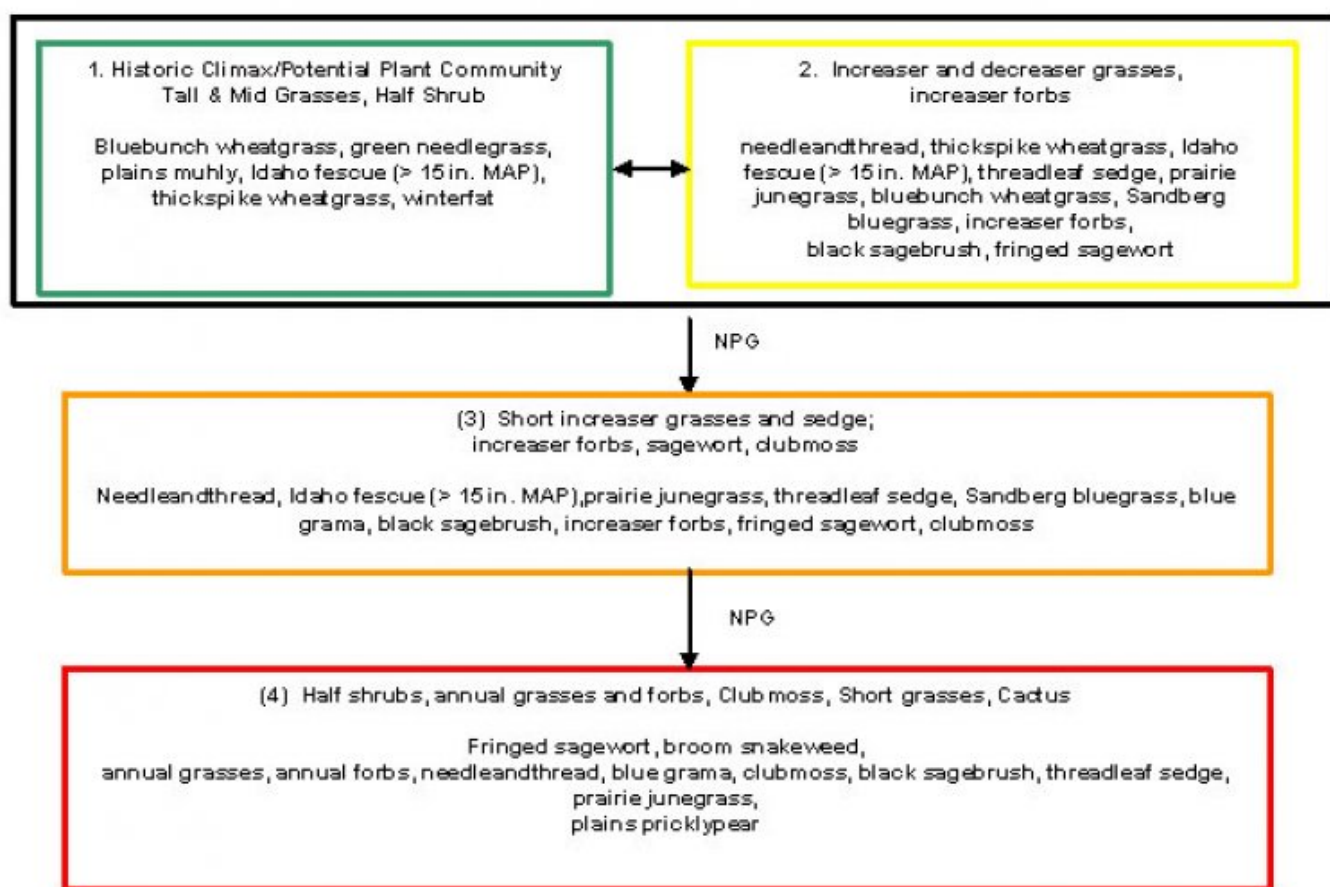 1. Historic Climax/Potential Plant Community
Tall & Mid Grasses, Half Shrub
Bluebunch wheatgrass, green needlegrass,
plains muhly, Idaho fescue (> 15 in. MAP),
thickspike wheatgrass, winterfat
2. Increaser and decreaser grasses,
increaser forbs
needleandthread, thickspike wheatgrass, Idaho
fescue (> 15 in. MAP), threadleaf sedge, prairie
junegrass, bluebunch wheatgrass, Sandberg
bluegrass, increaser forbs,
black sagebrush, fringed sagewort
NPG
(3) Short increaser grasses and sedge;
increaser forbs, sagewort, clubmoss
Needleandthread, Idaho fescue (> 15 in. MAP),prairie junegrass, threadleaf sedge, Sandberg bluegrass, blue
grama, black sagebrush, increaser forbs, fringed sagewort, clubmoss
NPG
(4) Half shrubs, annual grasses and forbs, Clubmoss, Short grasses, Cactus
Fringed sagewort, broom snakeweed,
annual grasses, annual forbs, needleandthread, blue grama, clubmoss, black sagebrush, threadleaf sedge,
prairie junegrass,
plains pricklypear